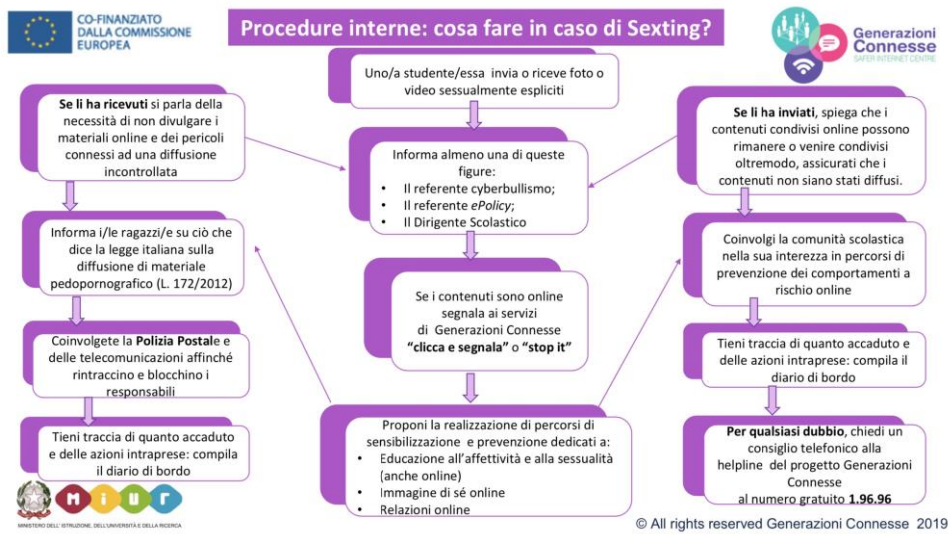 CO-FINANZIATO
DALLA COMMISSIONE
EUROPEA
Procedure interne: cosa fare in caso di Sexting?
Generazioni
Connesse
SAFER INTERNET CENTRE
Uno/a studente/essa invia o riceve foto o
video sessualmente espliciti
Se li ha ricevuti si parla della
necessità di non divulgare i
materiali online e dei pericoli
connessi ad una diffusione
incontrollata
Informa i/le ragazzi/e su ciò che
dice la legge italiana sulla
diffusione di materiale
pedopornografico (L. 172/2012)
Coinvolgete la Polizia Postale e
delle telecomunicazioni affinché
rintraccino e blocchino i
responsabili
Tieni traccia di quanto accaduto
e delle azioni intraprese: compila
il diario di bordo
Informa almeno una di queste
figure:
• Il referente cyberbullismo;
• Il referente ePolicy;
• Il Dirigente Scolastico
Se i contenuti sono online
segnala ai servizi
di Generazioni Connesse
“clicca e segnala” o “stop it”
Proponi la realizzazione di percorsi di
sensibilizzazione e prevenzione dedicati a:
• Educazione all’affettività e alla sessualità
(anche online)
• Immagine di sé online
• Relazioni online
Se li ha inviati, spiega che i
contenuti condivisi online possono
rimanere o venire condivisi
oltremodo, assicurati che i
contenuti non siano stati diffusi.
Coinvolgi la comunità scolastica
nella sua interezza in percorsi di
prevenzione dei comportamenti a
rischio online
Tieni traccia di quanto accaduto e
delle azioni intraprese: compila il
diario di bordo
Per qualsiasi dubbio, chiedi un
consiglio telefonico alla
helpline del progetto Generazioni
Connesse
al numero gratuito 1.96.96
MIUR
MINISTERO DELL' ISTRUZIONE, DELL'UNIVERSITÀ E DELLA RICERCA
© All rights reserved Generazioni Connesse 2019